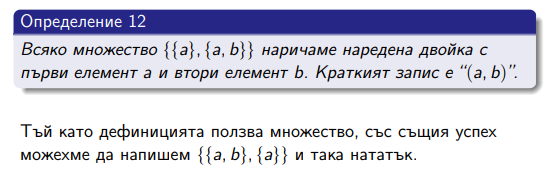 Определение 12
Всяко множество {{a}, {a, b}} наричаме наредена двойка с
първи елемент a и втори елемент b. Краткият запис е “(a, b)”.
Тъй като дефиницията ползва множество, със същия успех
можехме да напишем {{a, b}, {a}} и така нататък.